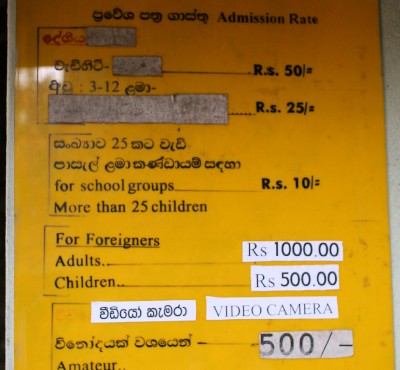 ප්‍රවේශ පත්‍ර ගාස්තු Admission Rate
දේශීය
වැඩිහිටි- R.s. 50/=
අවු : 3-12 ළමා-
R.s. 25/=
සංඛ්‍යාව 25 කට වැඩි
පාසැල් ළමා කණ්ඩායම් සඳහා
for school groups R.s. 10/=
More than 25 children
For Foreigners
Adults.. Rs 1000.00
Children.. Rs 500.00
වීඩියෝ කැමරා VIDEO CAMERA
විනෝදයක් වශයෙන් – 500/-
Amateur..